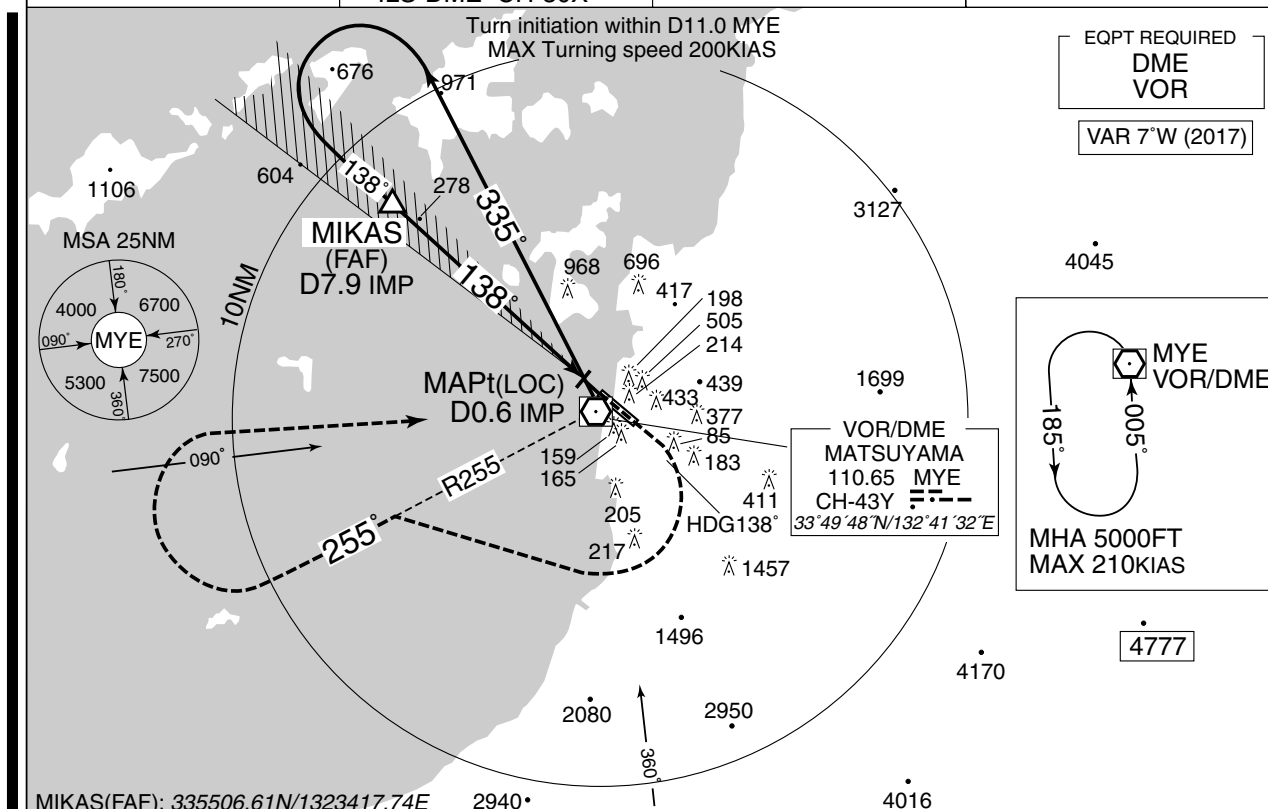 ILS-DME CH-36X
Turn initiation within D11.0 MYE
MAX Turning speed 200KIAS
EQPT REQUIRED
DME
VOR
VAR 7°W (2017)
676
971
604
138°
278
335°
1106
3127
4045
MIKAS
(FAF)
D7.9 IMP
MSA 25NM
180°
4000
6700
090°
MYE
270°
5300
7500
360°
10NM
138°
968
696
417
198
505
214
439
433
377
85
183
1699
MAPt(LOC)
D0.6 IMP
159
165
R255
090°
255°
205
217
HDG138°
411
1457
VOR/DME
MATSUYAMA
110.65 MYE
CH-43Y
33°49´48˝N/132°41´32˝E
MYE
VOR/DME
185°
005°
MHA 5000FT
MAX 210KIAS
1496
4777
4170
2080
2950
360°
MIKAS(FAF): 335506.61N/1323417.74E
2940
4016